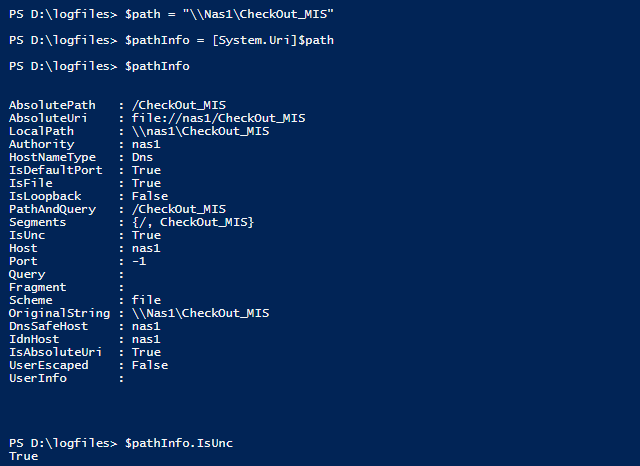 PS D:\logfiles> $path = "\\Nas1\CheckOut_MIS"
PS D:\logfiles> $pathInfo = [System.Uri]$path
PS D:\logfiles> $pathInfo
AbsolutePath   : /CheckOut_MIS
AbsoluteUri    : file://nas1/CheckOut_MIS
LocalPath      : \\nas1\CheckOut_MIS
Authority      : nas1
HostNameType   : Dns
IsDefaultPort  : True
IsFile         : True
IsLoopback     : False
PathAndQuery   : /CheckOut_MIS
Segments       : {/, CheckOut_MIS}
IsUnc          : True
Host           : nas1
Port           : -1
Query          :
Fragment       :
Scheme         : file
OriginalString : \\Nas1\CheckOut_MIS
DnsSafeHost    : nas1
IdnHost        : nas1
IsAbsoluteUri  : True
UserEscaped    : False
UserInfo       :
PS D:\logfiles> $pathInfo.IsUnc
True